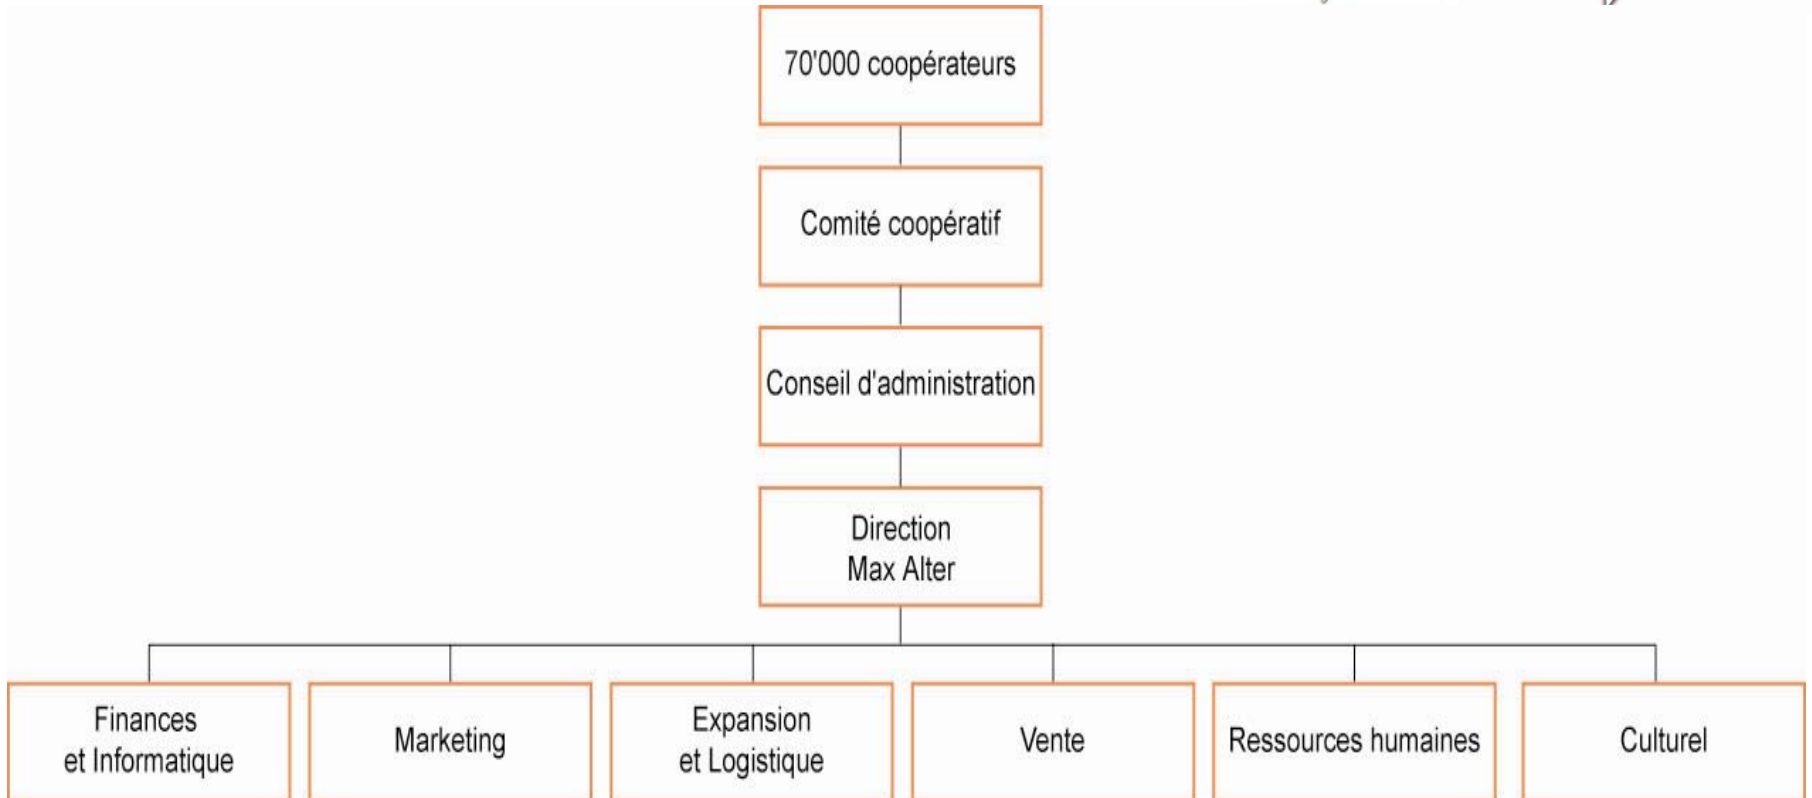 70'000 coopérateurs
Comité coopératif
Conseil d'administration
Direction
Max Alter
Finances
et Informatique
Marketing
Expansion
et Logistique
Vente
Ressources humaines
Culturel